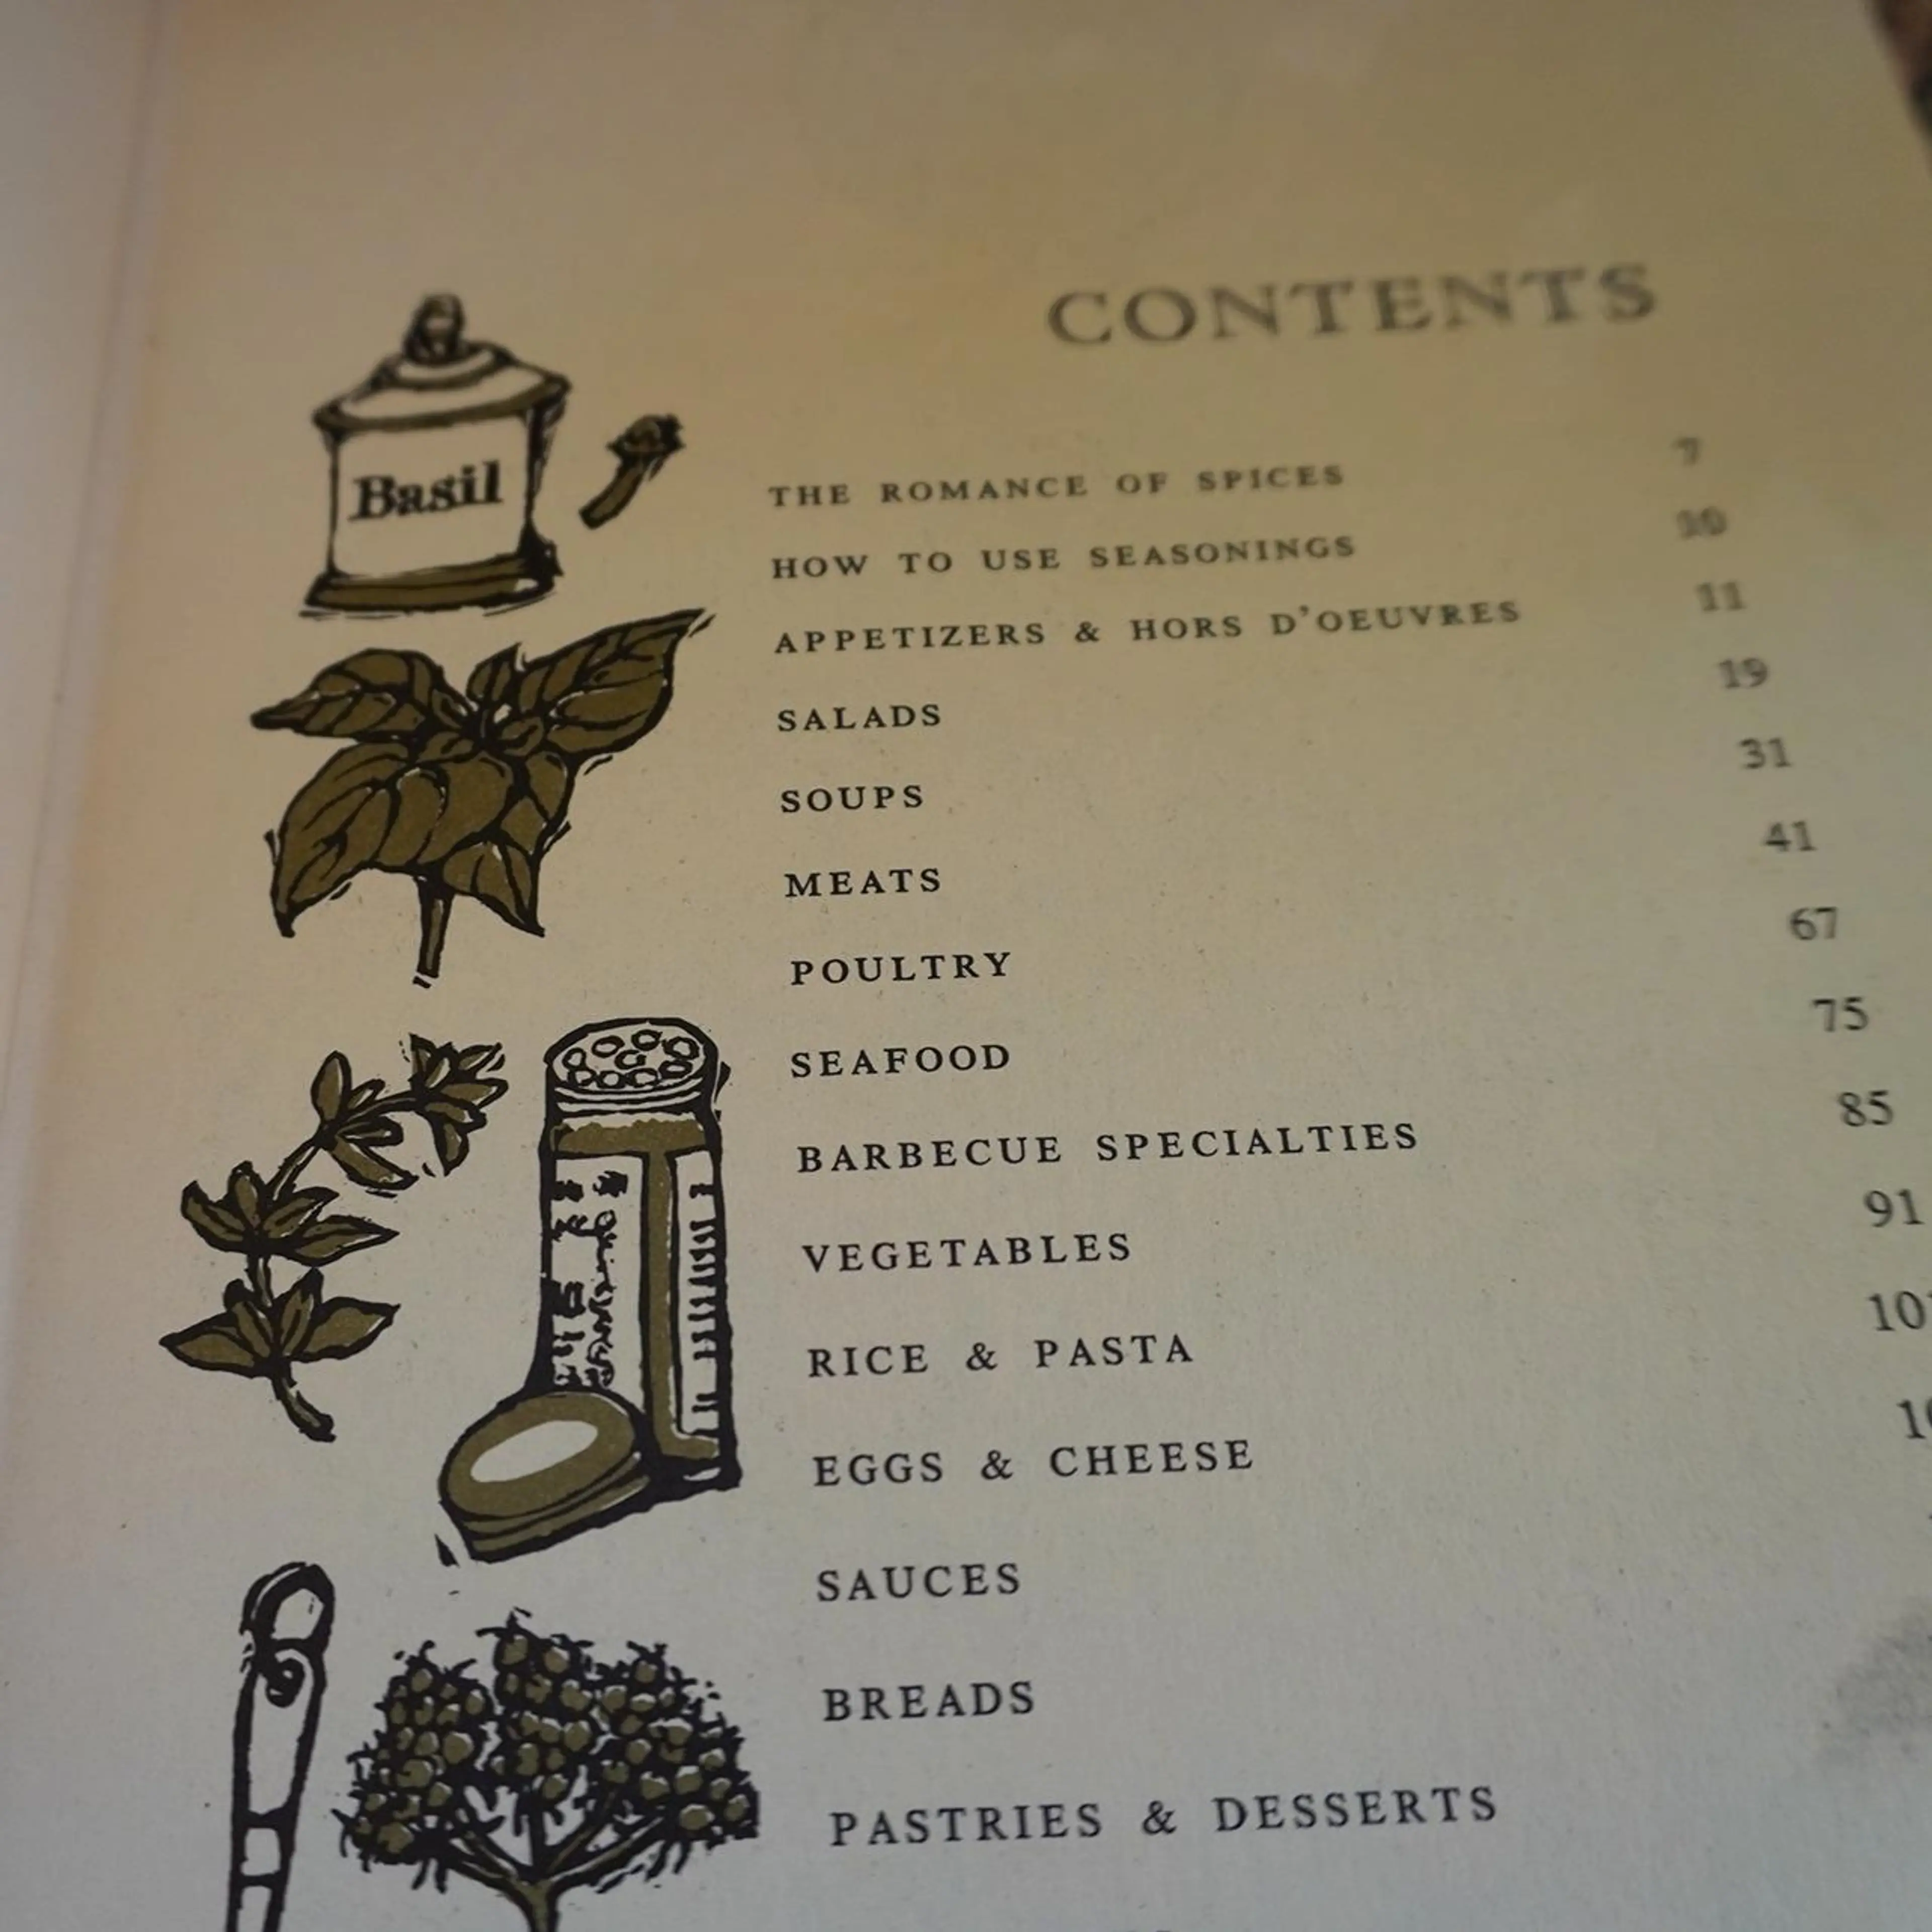 CONTENTS
Basil
THE ROMANCE OF SPICES 7
HOW TO USE SEASONINGS 10
APPETIZERS & HORS D'OEUVRES 11
SALADS 19
SOUPS 31
MEATS 41
POULTRY 67
SEAFOOD 75
BARBECUE SPECIALTIES 85
VEGETABLES 91
RICE & PASTA
EGGS & CHEESE
SAUCES
BREADS
PASTRIES & DESSERTS